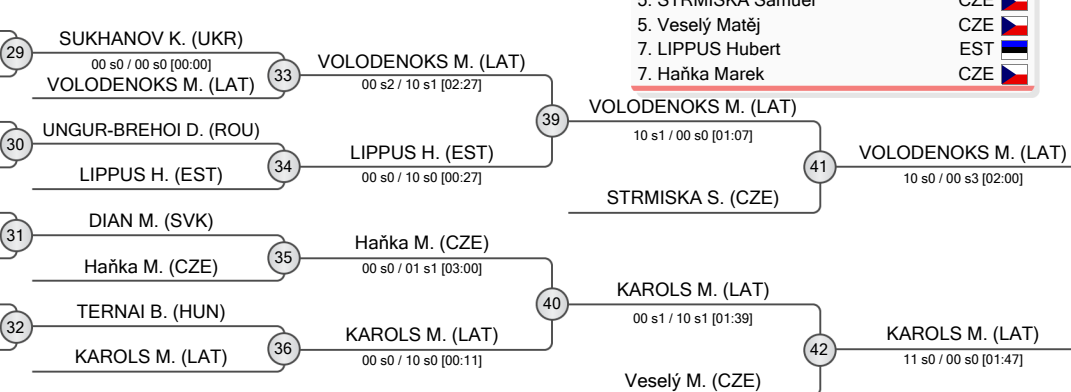 5. STRMISKA Samuel CZE
5. Veselý Matěj CZE
7. LIPPUS Hubert EST
7. Haňka Marek CZE
29
SUKHANOV K. (UKR)
00 s0 / 00 s0 [00:00]
VOLODENOKS M. (LAT)
33
VOLODENOKS M. (LAT)
00 s2 / 10 s1 [02:27]
30
UNGUR-BREHOI D. (ROU)
LIPPUS H. (EST)
34
LIPPUS H. (EST)
00 s0 / 10 s0 [00:27]
39
VOLODENOKS M. (LAT)
10 s1 / 00 s0 [01:07]
STRMISKA S. (CZE)
41
VOLODENOKS M. (LAT)
10 s0 / 00 s3 [02:00]
31
DIAN M. (SVK)
Haňka M. (CZE)
35
Haňka M. (CZE)
00 s0 / 01 s1 [03:00]
32
TERNAI B. (HUN)
KAROLS M. (LAT)
36
KAROLS M. (LAT)
00 s0 / 10 s0 [00:11]
40
KAROLS M. (LAT)
00 s1 / 10 s1 [01:39]
Veselý M. (CZE)
42
KAROLS M. (LAT)
11 s0 / 00 s0 [01:47]